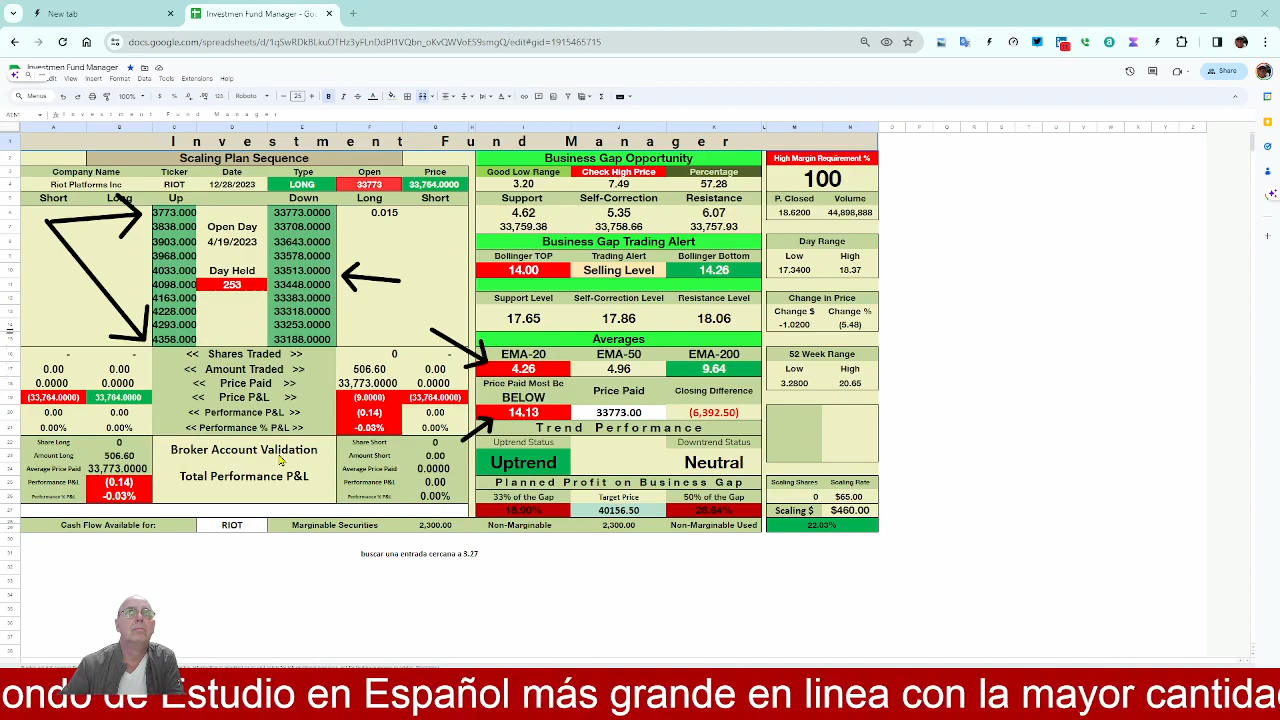 New tab
Investmen Fund Manager - Go
docs.google.com/spreadsheets/d/1qSwRDkBLkuOTHz3yFLnDdPl1VQbn_oKvQWVoES9smgQ/edit#gid=1915465715
Investmen Fund Manager
Edit View Insert Format Data Tools Extensions Help
Share
Menus 100% $ % .0 .00 123 Roboto 25
Investment Fund Manager
A B C D E F G H I J K L M N O P Q R S T U V W X Y Z
Investment Fund Manager
Scaling Plan Sequence Business Gap Opportunity High Margin Requirement %
Company Name Ticker Date Type Open Price Good Low Range Check High Price Percentage 100
Riot Platforms Inc RIOT 12/28/2023 LONG 33773 33,764.0000 3.20 7.49 57.28
Short Long Up Down Long Short Support Self-Correction Resistance P. Closed Volume
3773.000 33773.0000 0.015 4.62 5.35 6.07 18.6200 44,898,888
3838.000 Open Day 33708.0000 33,759.38 33,758.66 33,757.93
3903.000 4/19/2023 33643.0000 Business Gap Trading Alert Day Range
3968.000 33578.0000 Bollinger TOP Trading Alert Bollinger Bottom Low High
4033.000 Day Held 33513.0000 14.00 Selling Level 14.26 17.3400 18.37
4098.000 253 33448.0000
4163.000 33383.0000 Support Level Self-Correction Level Resistance Level Change in Price
4228.000 33318.0000 17.65 17.86 18.06 Change $ Change %
4293.000 33253.0000 -1.0200 (5.48)
4358.000 33188.0000 Averages
- - << Shares Traded >> 0 - EMA-20 EMA-50 EMA-200 52 Week Range
0.00 0.00 << Amount Traded >> 506.60 0.00 4.26 4.96 9.64 Low High
0.0000 0.0000 << Price Paid >> 33,773.0000 0.0000 Price Paid Most Be Price Paid Closing Difference 3.2800 20.65
(33,764.0000) 33,764.0000 << Price P&L >> (9.0000) (33,764.0000) BELOW
0.00 0.00 << Performance P&L >> (0.14) 0.00 14.13 33773.00 (6,392.50)
0.00% 0.00% << Performance % P&L >> -0.03% 0.00% Trend Performance
Share Long 0 Broker Account Validation Share Short 0 Uptrend Status Downtrend Status
Amount Long 506.60 Amount Short 0.00 Uptrend Neutral
Average Price Paid 33,773.0000 Total Performance P&L Average Price Paid 0.0000
Performance P&L (0.14) Performance P&L 0.00 Planned Profit on Business Gap Scaling Shares Scaling Rate
Performance % P&L -0.03% Performance % P&L 0.00% 33% of the Gap Target Price 50% of the Gap 0 $65.00
18.90% 40156.50 28.64% Scaling $ $460.00
Cash Flow Available for: RIOT Marginable Securities 2,300.00 Non-Marginable 2,300.00 Non-Marginable Used 22.03%
buscar una entrada cercana a 3.27
ondo de Estudio en Español más grande en linea con la mayor cantida